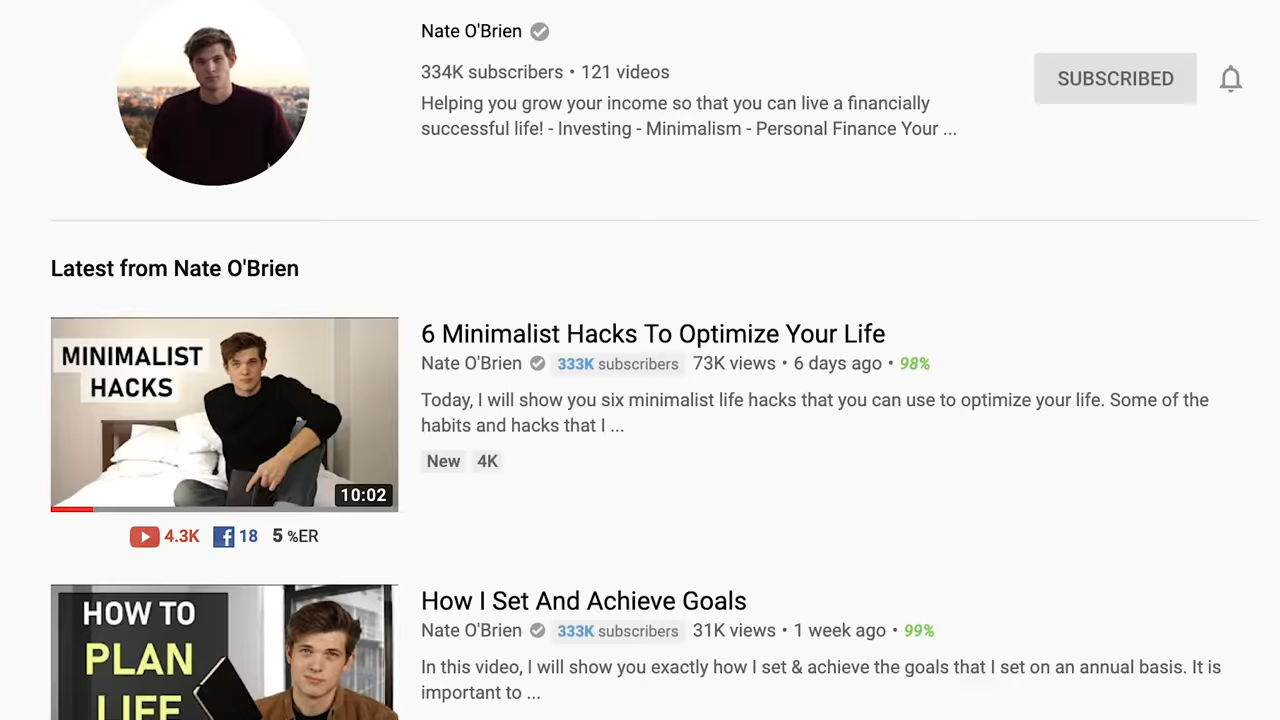 Nate O'Brien
334K subscribers • 121 videos
SUBSCRIBED
Helping you grow your income so that you can live a financially
successful life! - Investing - Minimalism - Personal Finance Your ...
Latest from Nate O'Brien
MINIMALIST
HACKS
10:02
6 Minimalist Hacks To Optimize Your Life
Nate O'Brien 333K subscribers 73K views • 6 days ago • 98%
Today, I will show you six minimalist life hacks that you can use to optimize your life. Some of the
habits and hacks that I ...
New 4K
4.3K 18 5 %ER
HOW TO
PLAN
LIFE
How I Set And Achieve Goals
Nate O'Brien 333K subscribers 31K views • 1 week ago • 99%
In this video, I will show you exactly how I set & achieve the goals that I set on an annual basis. It is
important to ...